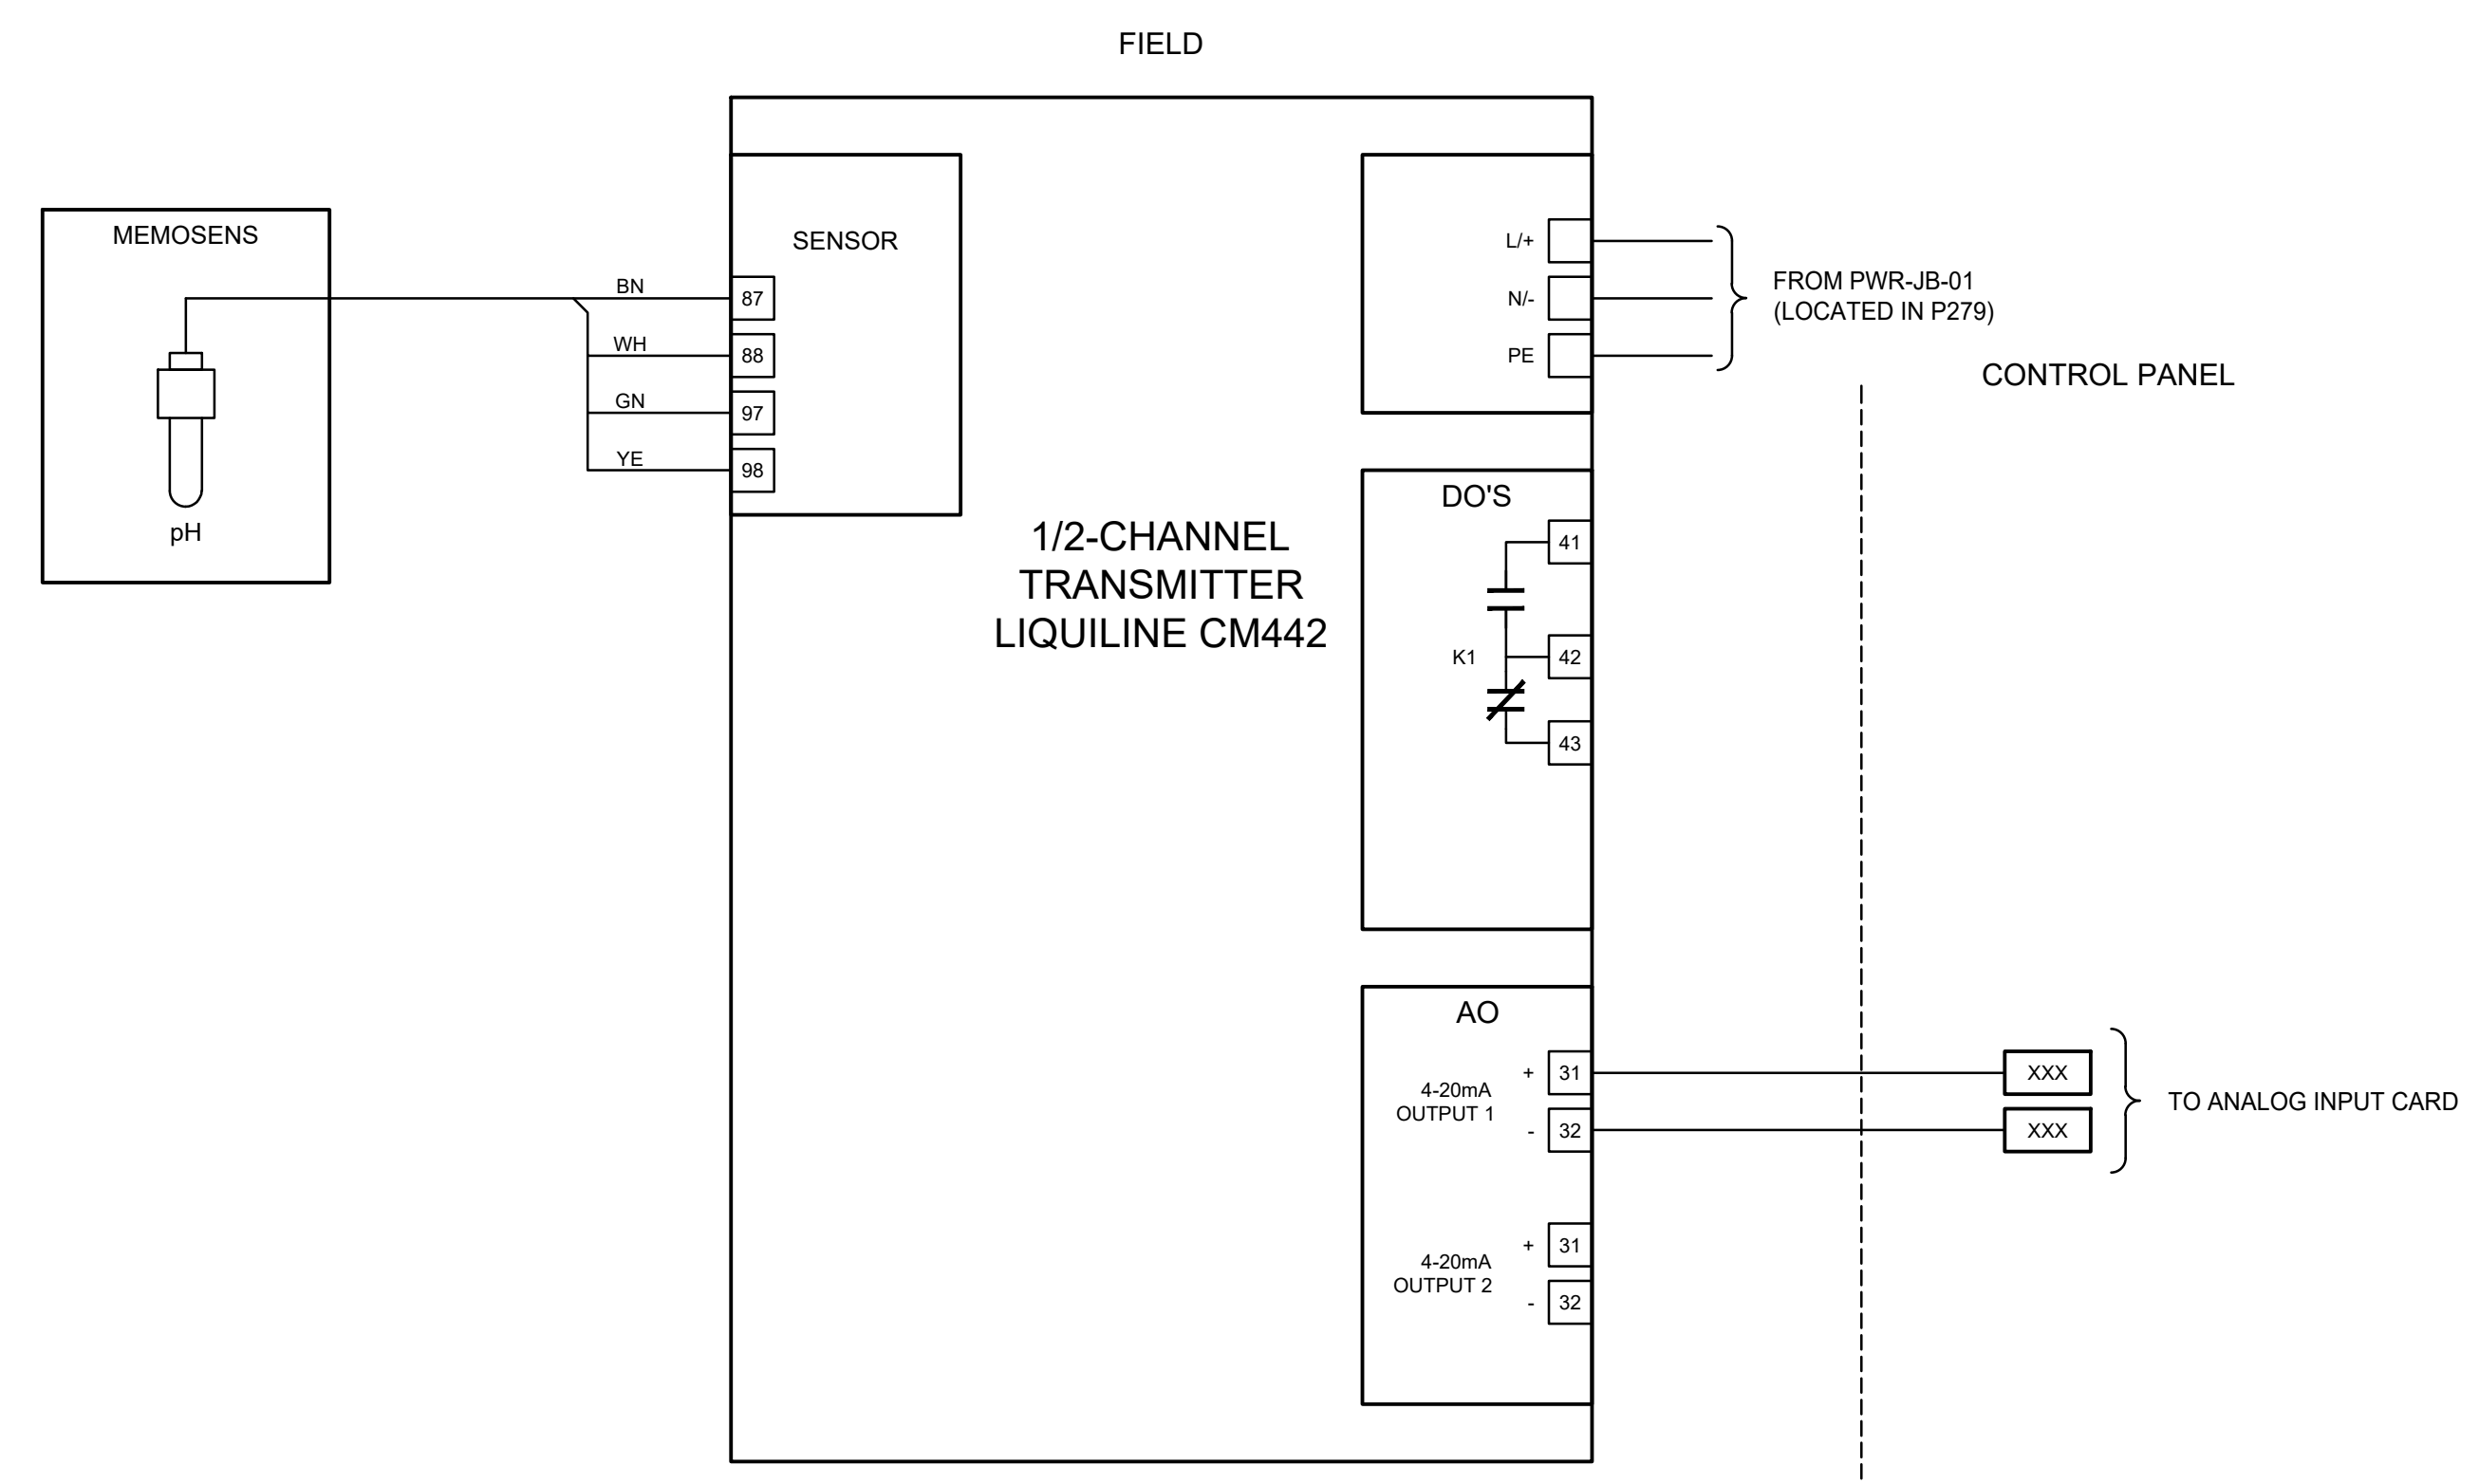 FIELD
MEMOSENS
pH
BN
WH
GN
YE
87
88
97
98
SENSOR
1/2-CHANNEL
TRANSMITTER
LIQUILINE CM442
L/+
N/-
PE
FROM PWR-JB-01
(LOCATED IN P279)
CONTROL PANEL
DO'S
41
K1
42
43
AO
4-20mA
OUTPUT 1
+
31
-
32
XXX
XXX
TO ANALOG INPUT CARD
4-20mA
OUTPUT 2
+
31
-
32